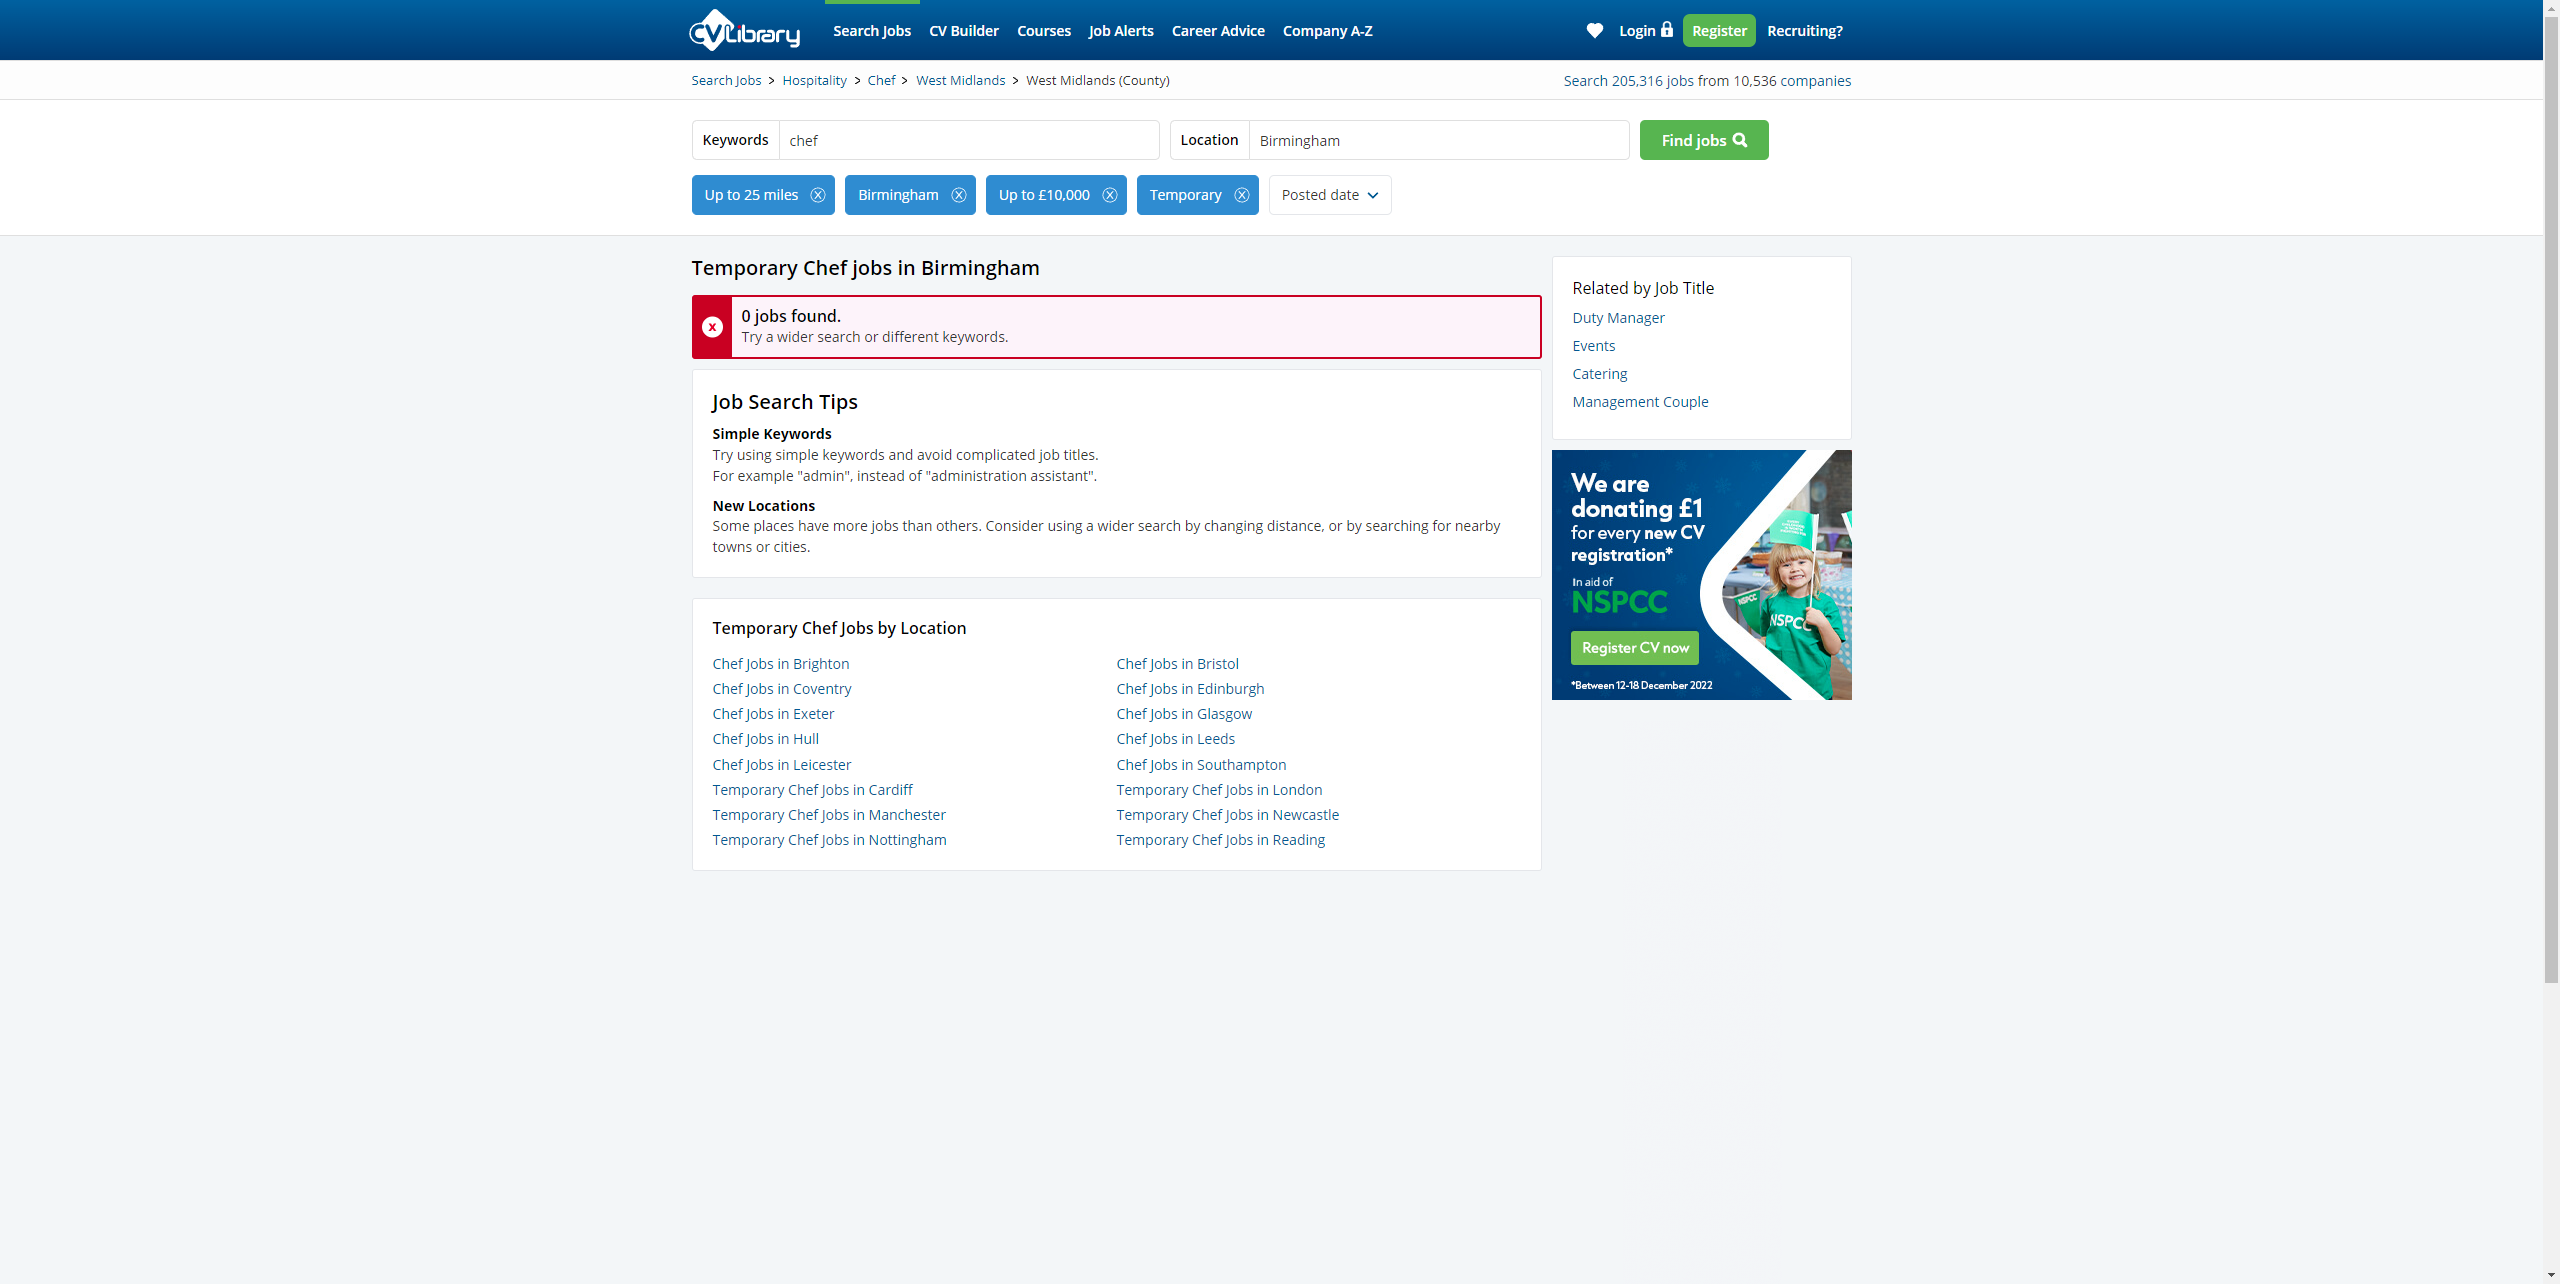 CV Library
Search Jobs CV Builder Courses Job Alerts Career Advice Company A-Z Login Register Recruiting?
Search Jobs > Hospitality > Chef > West Midlands > West Midlands (County)
Search 205,316 jobs from 10,536 companies
Keywords chef Location Birmingham Find jobs
Up to 25 miles Birmingham Up to £10,000 Temporary Posted date
Temporary Chef jobs in Birmingham
0 jobs found.
Try a wider search or different keywords.
Job Search Tips
Simple Keywords
Try using simple keywords and avoid complicated job titles.
For example "admin", instead of "administration assistant".
New Locations
Some places have more jobs than others. Consider using a wider search by changing distance, or by searching for nearby
towns or cities.
Temporary Chef Jobs by Location
Chef Jobs in Brighton
Chef Jobs in Bristol
Chef Jobs in Coventry
Chef Jobs in Edinburgh
Chef Jobs in Exeter
Chef Jobs in Glasgow
Chef Jobs in Hull
Chef Jobs in Leeds
Chef Jobs in Leicester
Chef Jobs in Southampton
Temporary Chef Jobs in Cardiff
Temporary Chef Jobs in London
Temporary Chef Jobs in Manchester
Temporary Chef Jobs in Newcastle
Temporary Chef Jobs in Nottingham
Temporary Chef Jobs in Reading
Related by Job Title
Duty Manager
Events
Catering
Management Couple
We are
donating £1
for every new CV
registration*
In aid of
NSPCC
Register CV now
*Between 12-18 December 2022
NSPCC
NSPCC